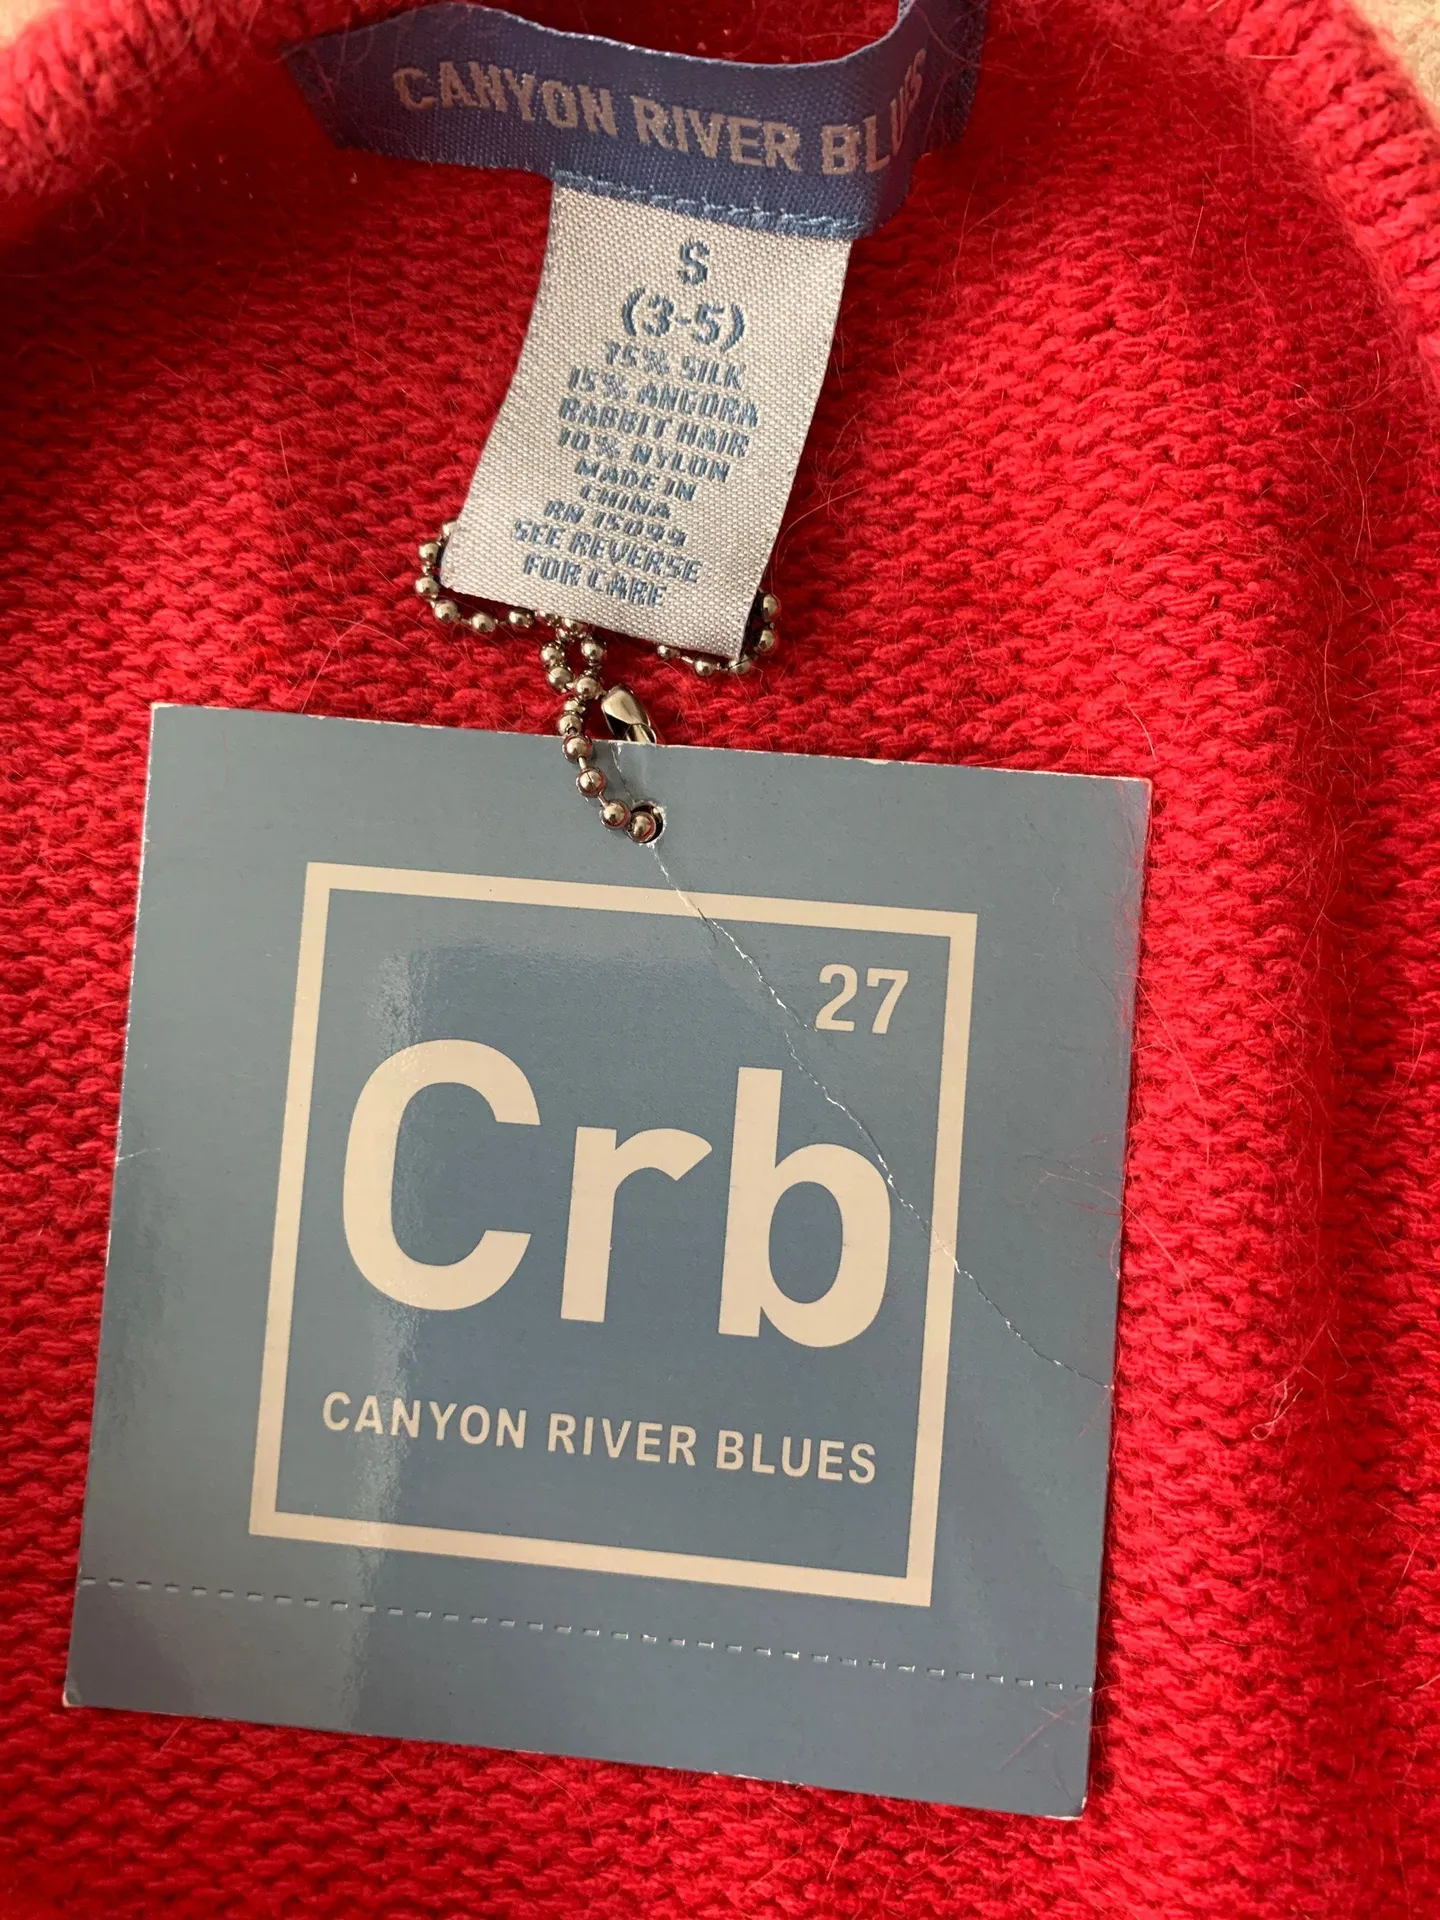 CANYON RIVER BLUES
S
(3-5)
75% SILK
15% ANGORA
RABBIT HAIR
10% NYLON
MADE IN
CHINA
RN 15099
SEE REVERSE
FOR CARE
27
Crb
CANYON RIVER BLUES